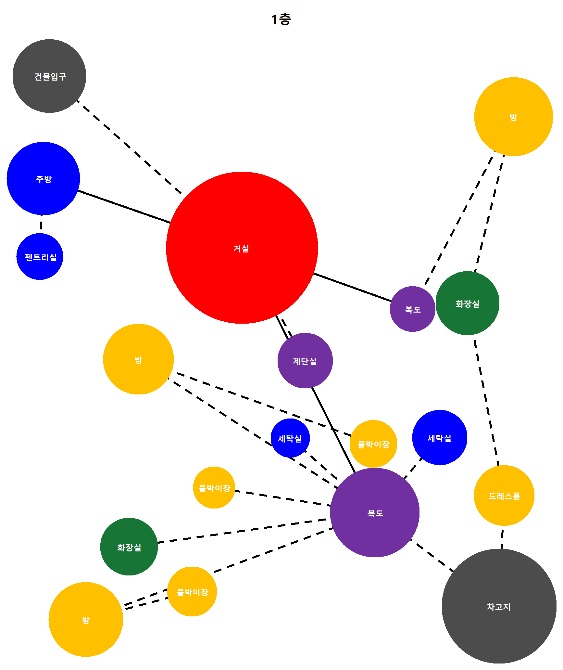 1층
건물입구
방
주방
거실
팬트리실
복도
화장실
방
계단실
세탁실
붙박이장
세탁실
붙박이장
드레스룸
복도
화장실
붙박이장
방
차고지